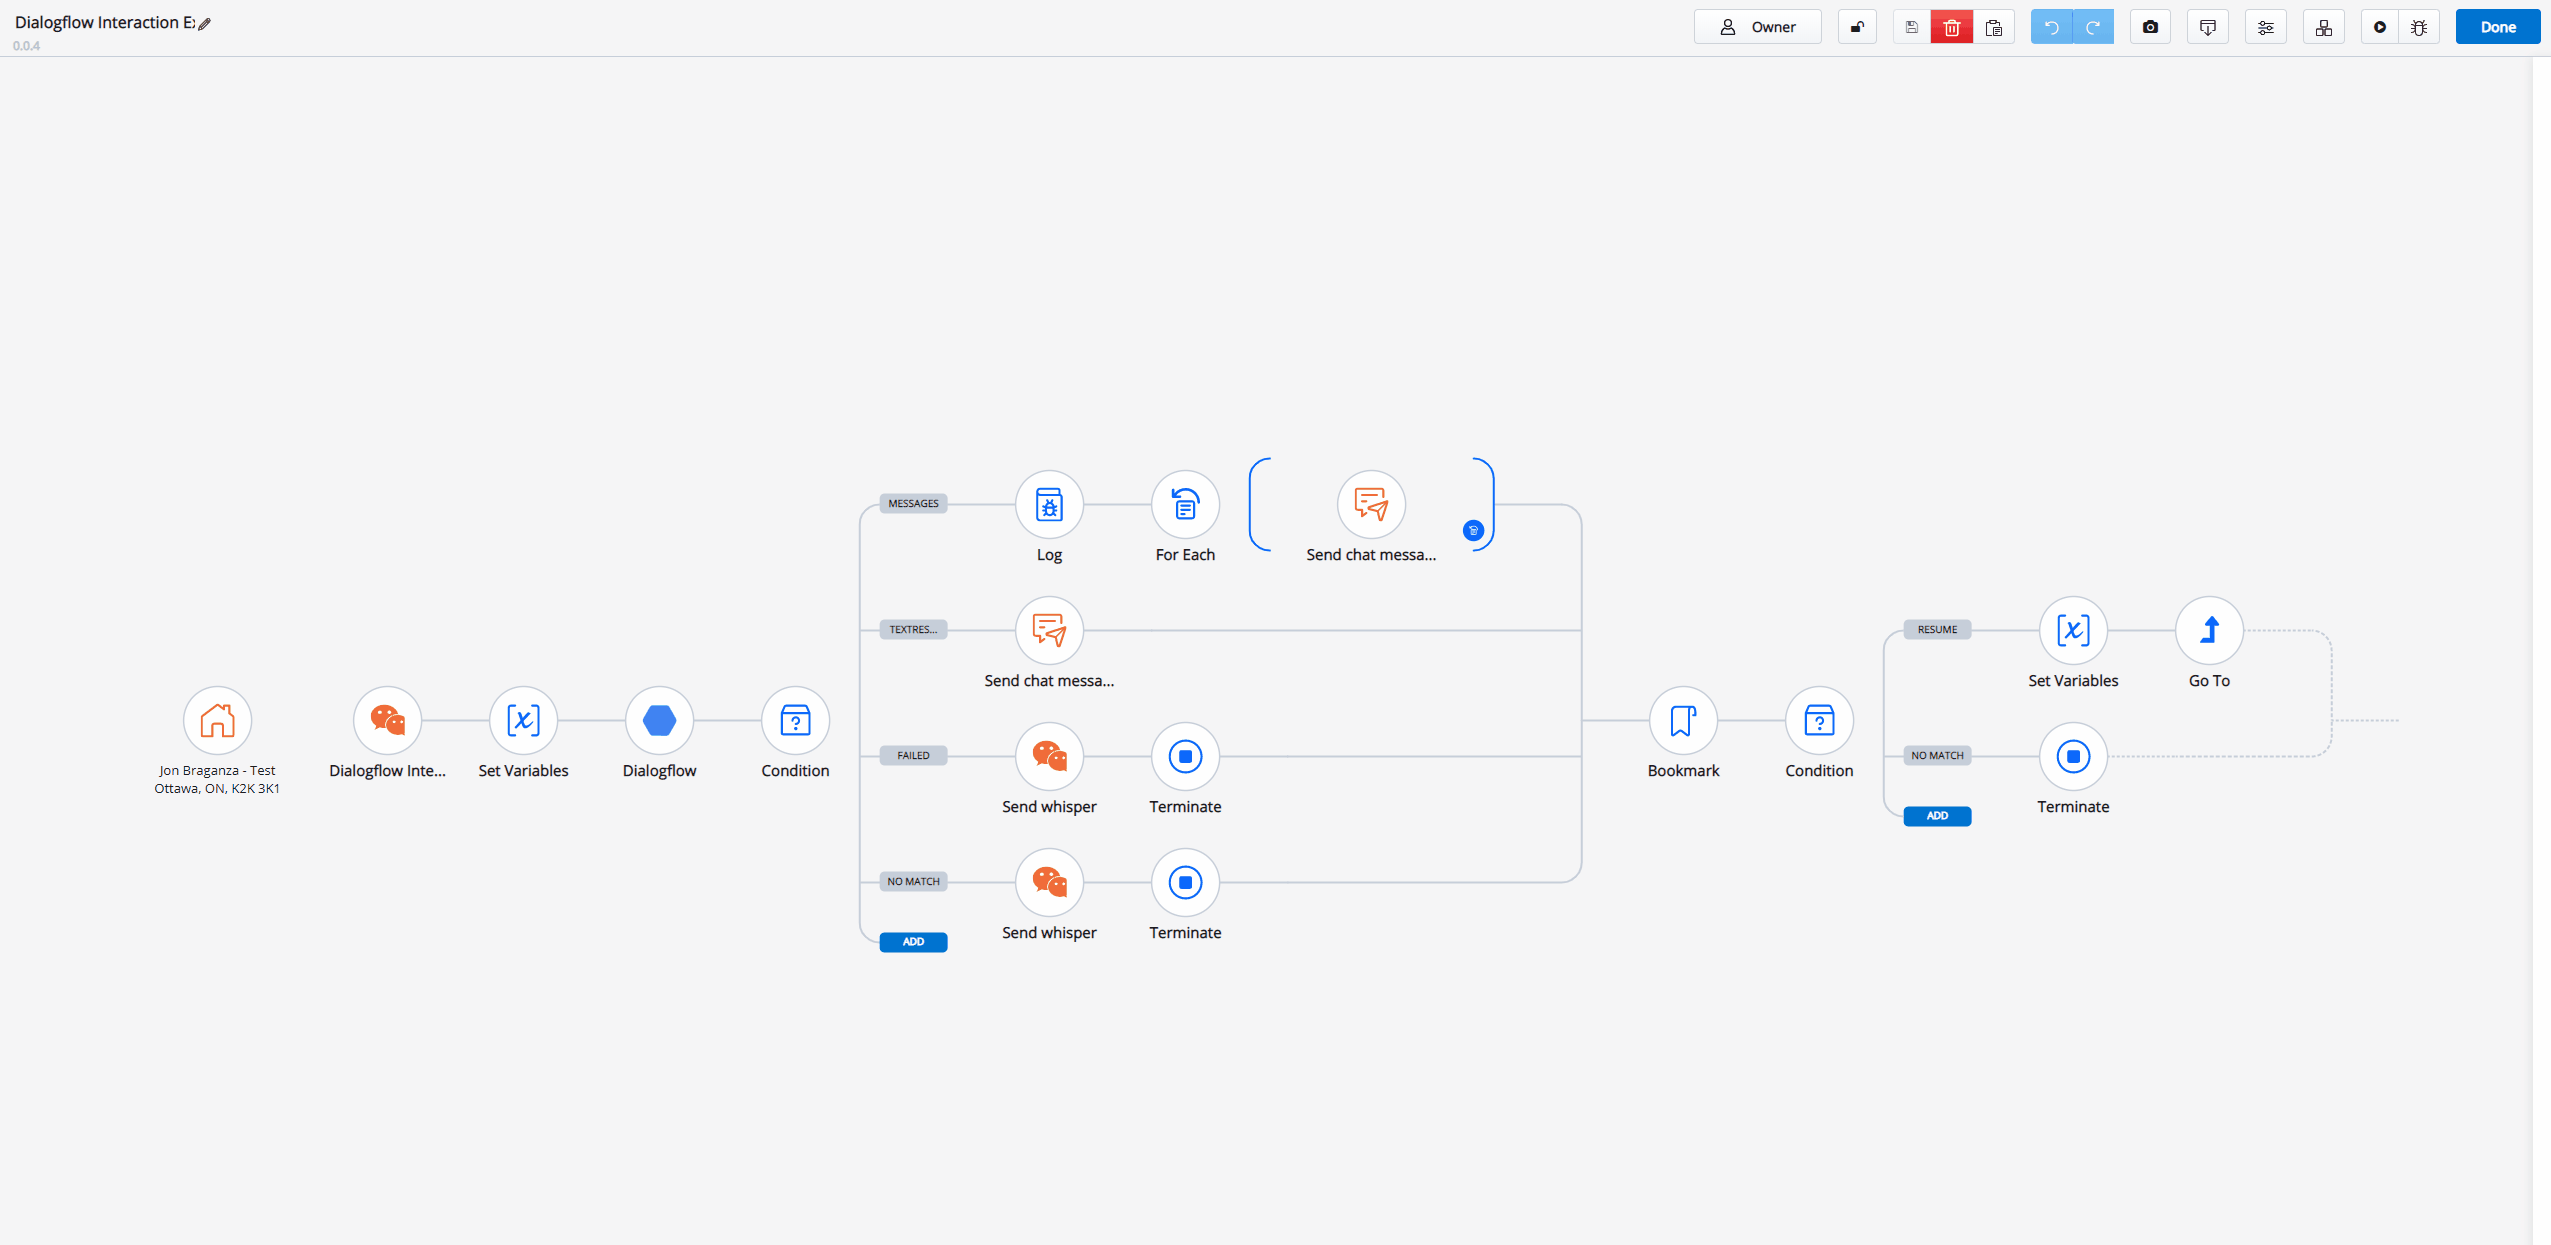 Dialogflow Interaction E
0.0.4
Owner
Done
MESSAGES
Log
For Each
Send chat messa...
TEXTRES...
Send chat messa...
RESUME
Set Variables
Go To
Jon Braganza - Test
Ottawa, ON, K2K 3K1
Dialogflow Inte...
Set Variables
Dialogflow
Condition
FAILED
Send whisper
Terminate
Bookmark
Condition
NO MATCH
Terminate
ADD
NO MATCH
Send whisper
Terminate
ADD